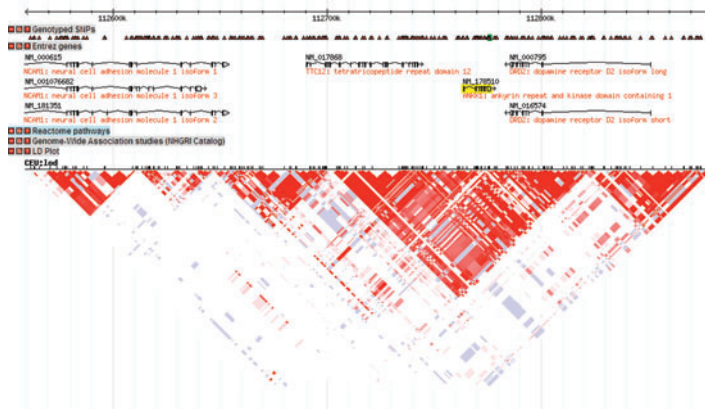 112600k 112700k 112800k
Genotyped SNPs
Entrez genes
NM_000615 NM_017868 NM_000795
NCAM1: neural cell adhesion molecule 1 isoform 1 TTC12: tetratricopeptide repeat domain 12 DRD2: dopamine receptor D2 isoform long
NM_001076682 NM_178510
NCAM1: neural cell adhesion molecule 1 isoform 3 ANKK1: ankyrin repeat and kinase domain containing 1
NM_181351 NM_016574
NCAM1: neural cell adhesion molecule 1 isoform 2 DRD2: dopamine receptor D2 isoform short
Reactome pathways
Genome-Wide Association studies (NHGRI Catalog)
LD Plot
CEU:lod